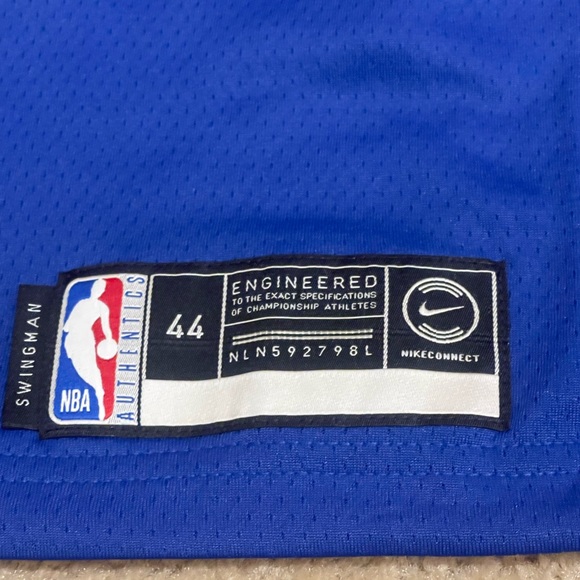 SWINGMAN
NBA
AUTHENTICS
44
ENGINEERED
TO THE EXACT SPECIFICATIONS
OF CHAMPIONSHIP ATHLETES
NLN592798L
NIKECONNECT